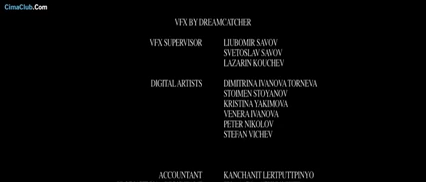 CimaClub.Com
VFX BY DREAMCATCHER
VFX SUPERVISOR LIUBOMIR SAVOV
SVETOSLAV SAVOV
LAZARIN KOUCHEV
DIGITAL ARTISTS DIMITRINA IVANOVA TORNEVA
STOIMEN STOYANOV
KRISTINA YAKIMOVA
VENERA IVANOVA
PETER NIKOLOV
STEFAN VICHEV
ACCOUNTANT KANCHANIT LERTPUTTIPINYO